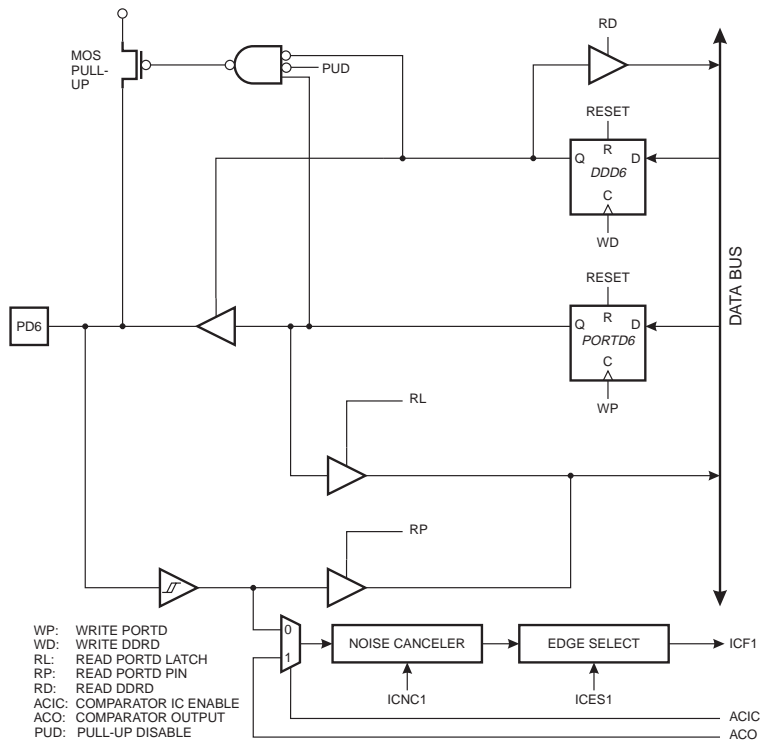 RD
MOS
PULL-
UP
PUD
RESET
R
Q
D
DDD6
C
WD
DATA BUS
RESET
PD6
R
Q
D
PORTD6
C
WP
RL
RP
0
1
NOISE CANCELER
EDGE SELECT
ICF1
ICNC1
ICES1
ACIC
ACO
WP: WRITE PORTD
WD: WRITE DDRD
RL: READ PORTD LATCH
RP: READ PORTD PIN
RD: READ DDRD
ACIC: COMPARATOR IC ENABLE
ACO: COMPARATOR OUTPUT
PUD: PULL-UP DISABLE